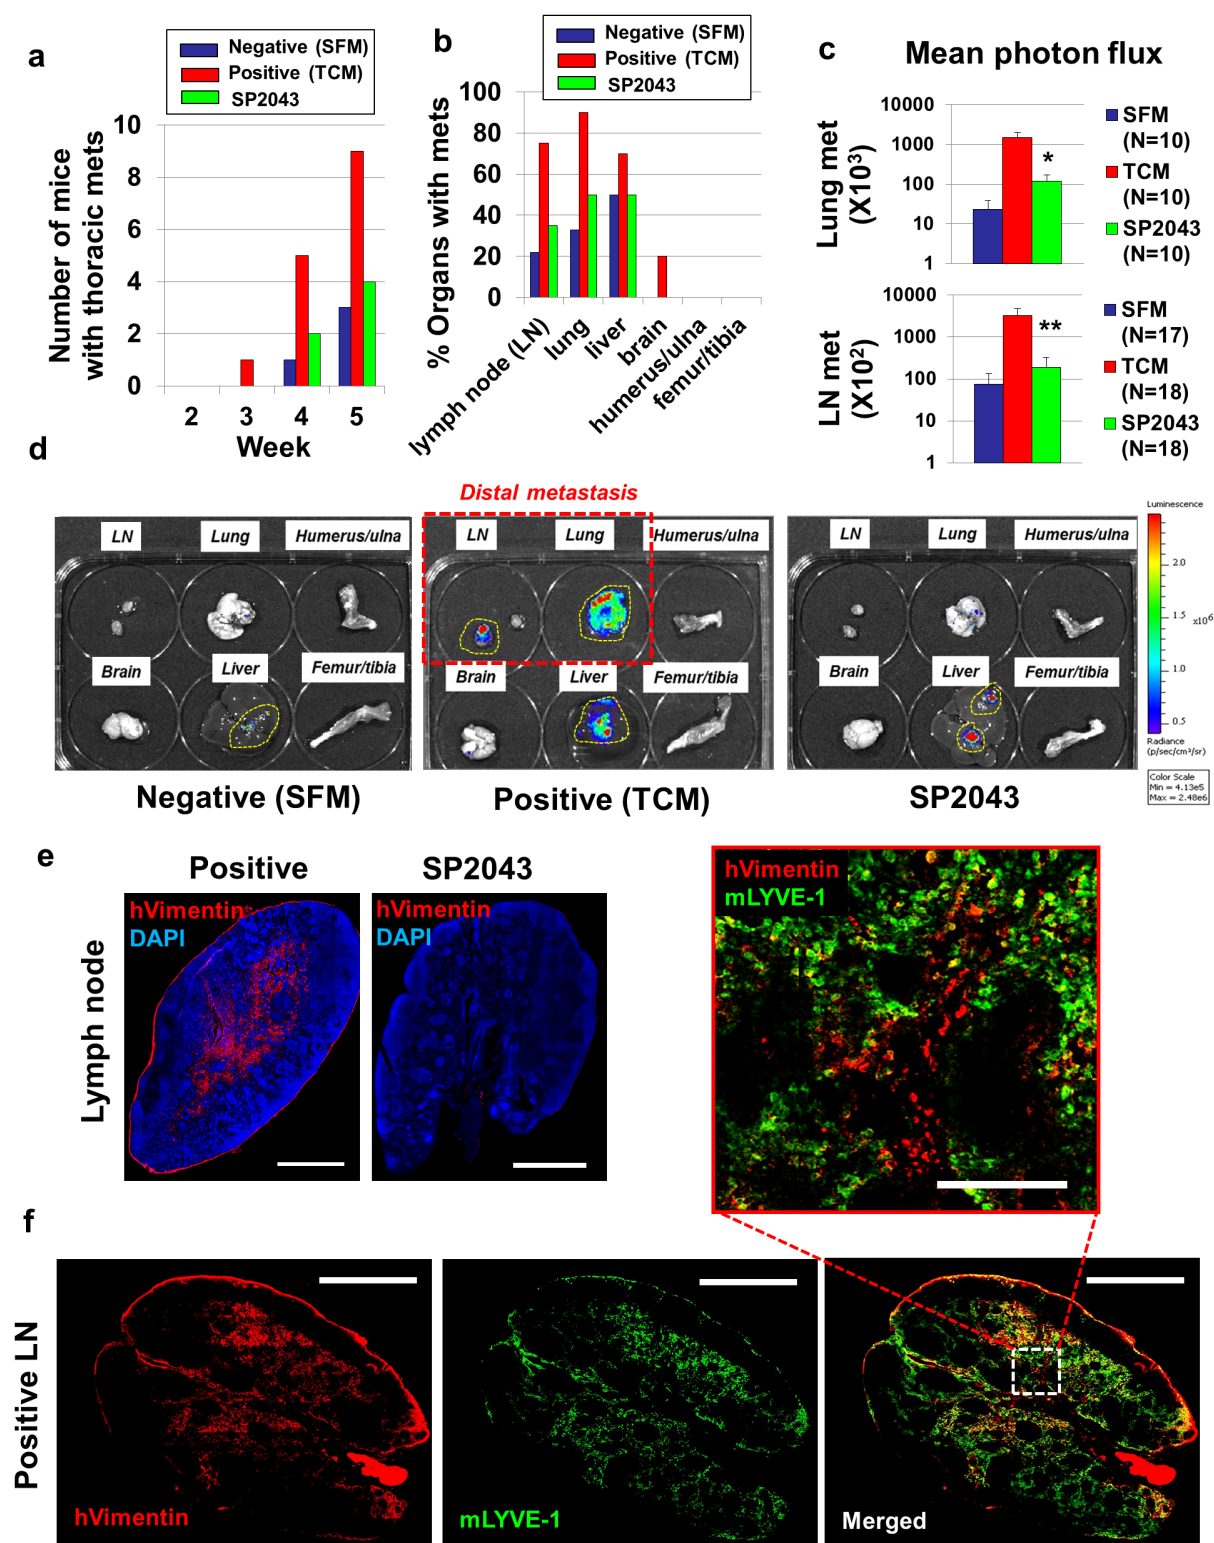 a
Negative (SFM)
Positive (TCM)
SP2043
Number of mice
with thoracic mets
10
8
6
4
2
0
2 3 4 5
Week
b
Negative (SFM)
Positive (TCM)
SP2043
% Organs with mets
100
80
60
40
20
0
lymph node (LN)
lung
liver
brain
humerus/ulna
femur/tibia
c
Mean photon flux
Lung met
(X10³)
10000
1000
100
10
1
*
SFM
(N=10)
TCM
(N=10)
SP2043
(N=10)
LN met
(X10²)
10000
1000
100
10
1
**
SFM
(N=17)
TCM
(N=18)
SP2043
(N=18)
d
Distal metastasis
LN Lung Humerus/ulna
Brain Liver Femur/tibia
Negative (SFM)
LN Lung Humerus/ulna
Brain Liver Femur/tibia
Positive (TCM)
LN Lung Humerus/ulna
Brain Liver Femur/tibia
SP2043
Luminescence
2.0
1.5
x10⁶
1.0
0.5
Radiance
(p/sec/cm²/sr)
Color Scale
Min = 4.13e5
Max = 2.48e6
e
Positive
SP2043
Lymph node
hVimentin
DAPI
hVimentin
DAPI
hVimentin
mLYVE-1
f
Positive LN
hVimentin
mLYVE-1
Merged